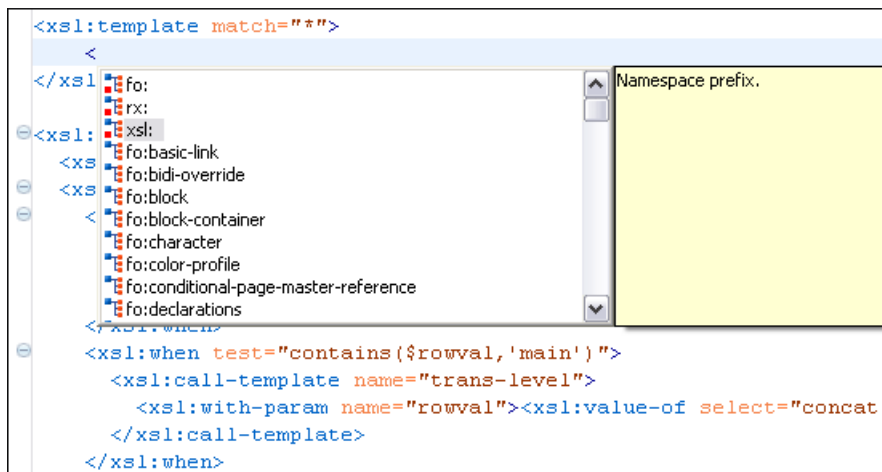 <xsl:template match="*">
<
</xsl
fo:
Namespace prefix.
rx:
<xsl:
xsl:
<xs
fo:basic-link
fo:bidi-override
<xs
fo:block
<
fo:block-container
fo:character
fo:color-profile
fo:conditional-page-master-reference
fo:declarations
</xsl:when>
<xsl:when test="contains($rowval,'main')">
<xsl:call-template name="trans-level">
<xsl:with-param name="rowval"><xsl:value-of select="concat
</xsl:call-template>
</xsl:when>